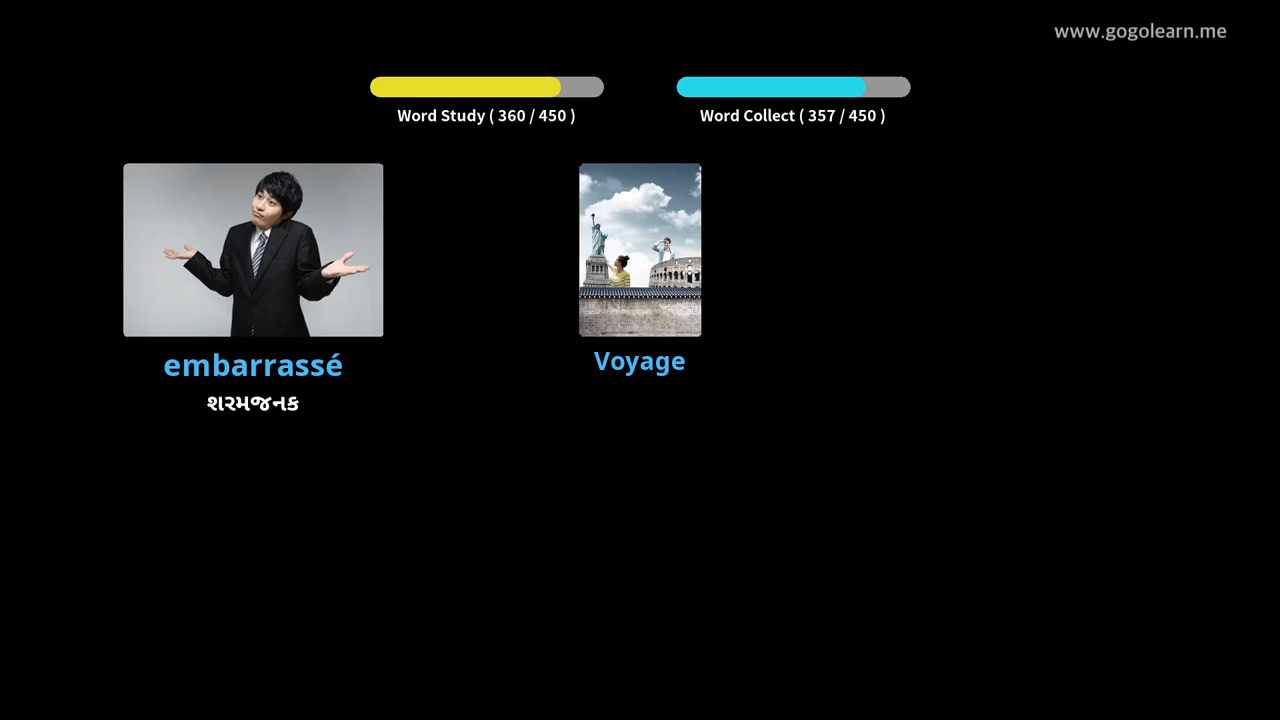 www.gogolearn.me
Word Study ( 360 / 450 )
Word Collect ( 357 / 450 )
embarrassé
શરમજનક
Voyage